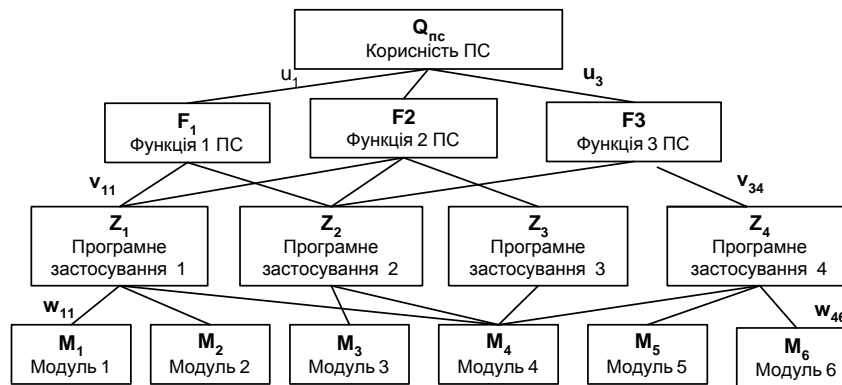 Qпс
Корисність ПС
u1
u3
F1
Функція 1 ПС
F2
Функція 2 ПС
F3
Функція 3 ПС
v11
v34
Z1
Програмне
застосування 1
Z2
Програмне
застосування 2
Z3
Програмне
застосування 3
Z4
Програмне
застосування 4
w11
w46
M1
Модуль 1
M2
Модуль 2
M3
Модуль 3
M4
Модуль 4
M5
Модуль 5
M6
Модуль 6